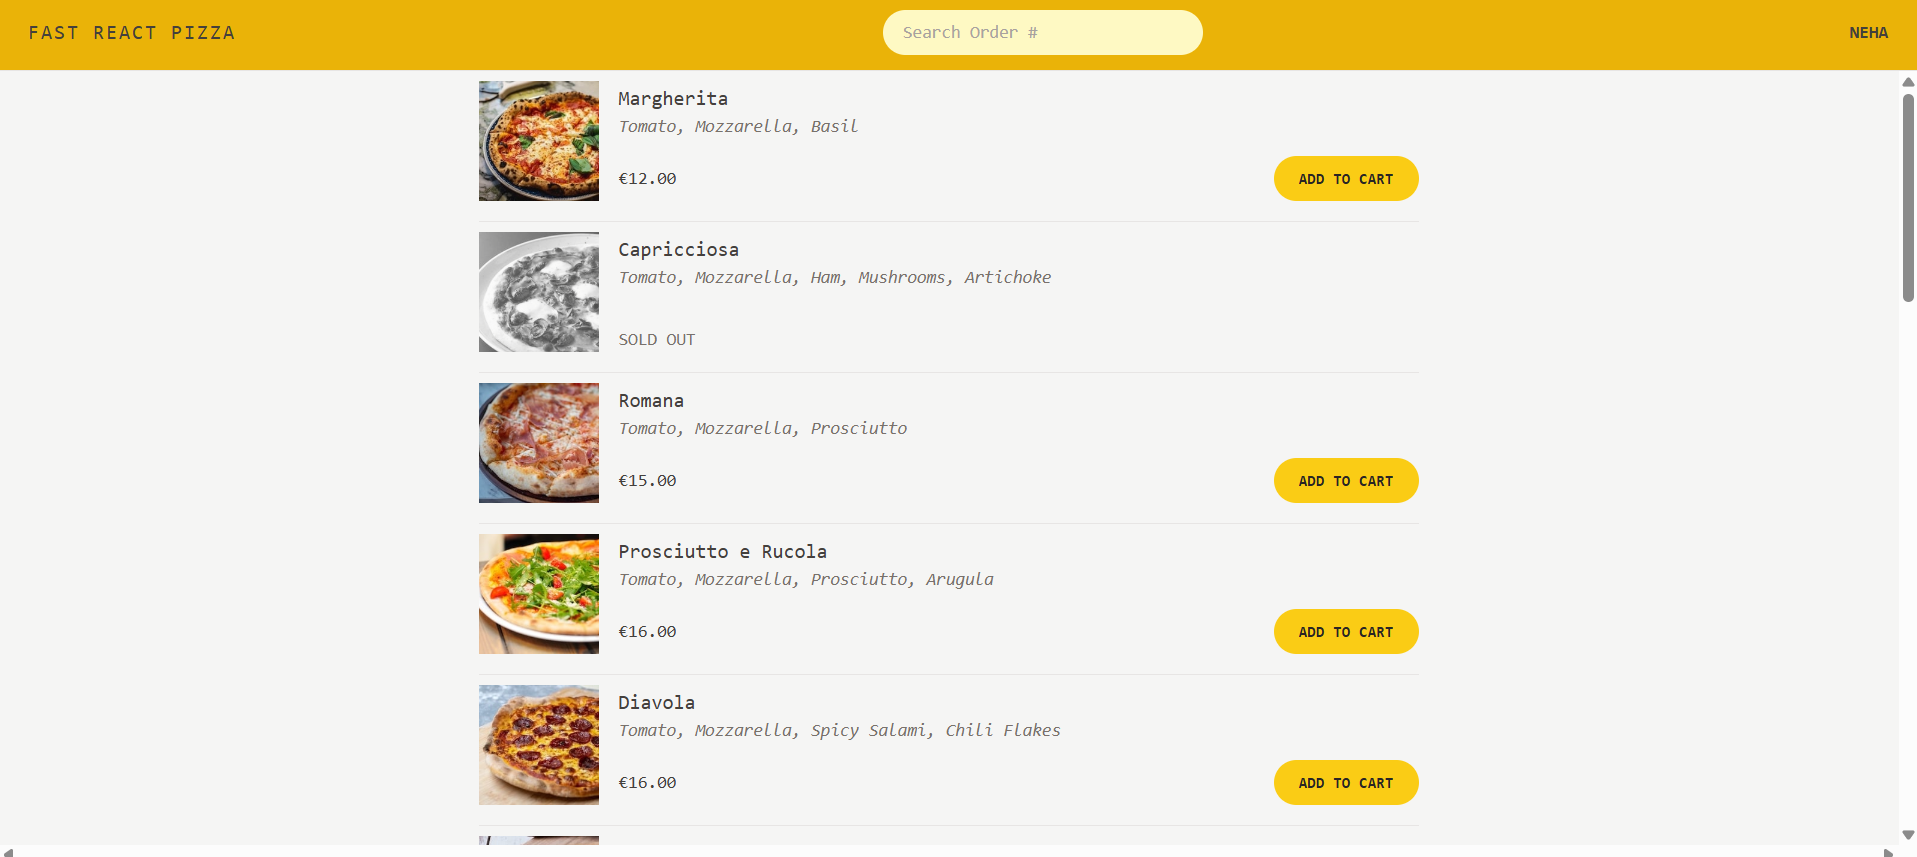 FAST REACT PIZZA
Search Order #
NEHA
Margherita
Tomato, Mozzarella, Basil
€12.00
ADD TO CART
Capricciosa
Tomato, Mozzarella, Ham, Mushrooms, Artichoke
SOLD OUT
Romana
Tomato, Mozzarella, Prosciutto
€15.00
ADD TO CART
Prosciutto e Rucola
Tomato, Mozzarella, Prosciutto, Arugula
€16.00
ADD TO CART
Diavola
Tomato, Mozzarella, Spicy Salami, Chili Flakes
€16.00
ADD TO CART